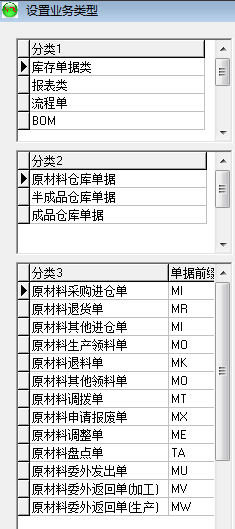 设置业务类型
分类1
库存单据类
报表类
流程单
BOM
分类2
原材料仓库单据
半成品仓库单据
成品仓库单据
分类3 单据前缀
原材料采购进仓单 MI
原材料退货单 MR
原材料其他进仓单 MI
原材料生产领料单 MO
原材料退料单 MK
原材料其他领料单 MO
原材料调拨单 MT
原材料申请报废单 MX
原材料调整单 ME
原材料盘点单 TA
原材料委外发出单 MU
原材料委外返回单(加工) MV
原材料委外返回单(生产) MW